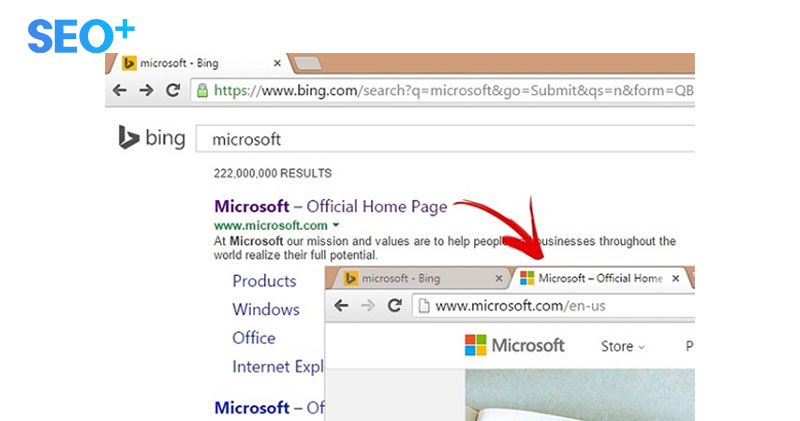 SEO+
microsoft - Bing
https://www.bing.com/search?q=microsoft&go=Submit&qs=n&form=QB
bing
microsoft
222,000,000 RESULTS
Microsoft – Official Home Page
www.microsoft.com
At Microsoft our mission and values are to help people businesses throughout the
world realize their full potential.
Products
Windows
Office
Internet Expl
Microsoft – Of
microsoft - Bing
Microsoft – Official Home
www.microsoft.com/en-us
Microsoft
Store
P